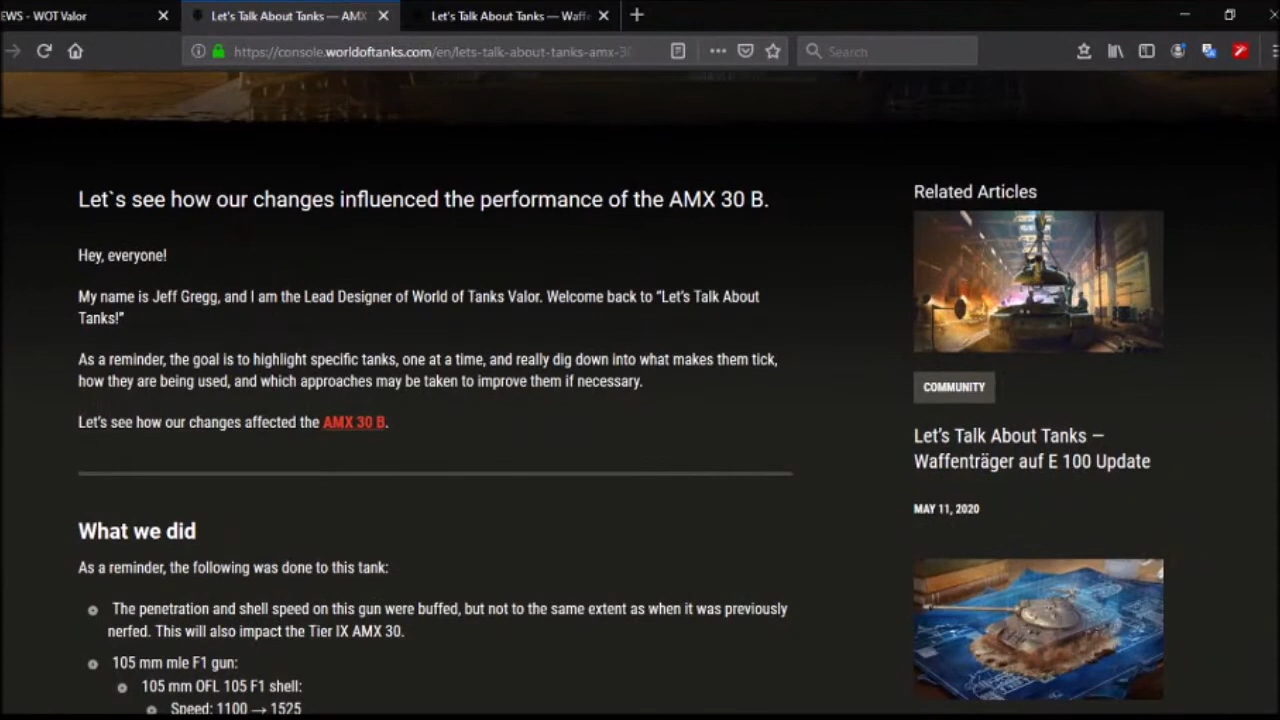 EWS - WOT Valor
Let's Talk About Tanks — AMX
Let's Talk About Tanks — Waffe
https://console.worldoftanks.com/en/lets-talk-about-tanks-amx-30
Search
Let`s see how our changes influenced the performance of the AMX 30 B.
Hey, everyone!
My name is Jeff Gregg, and I am the Lead Designer of World of Tanks Valor. Welcome back to “Let’s Talk About
Tanks!”
As a reminder, the goal is to highlight specific tanks, one at a time, and really dig down into what makes them tick,
how they are being used, and which approaches may be taken to improve them if necessary.
Let’s see how our changes affected the AMX 30 B.
What we did
As a reminder, the following was done to this tank:
The penetration and shell speed on this gun were buffed, but not to the same extent as when it was previously
nerfed. This will also impact the Tier IX AMX 30.
105 mm mle F1 gun:
105 mm OFL 105 F1 shell:
Speed: 1100 → 1525
Related Articles
COMMUNITY
Let’s Talk About Tanks —
Waffenträger auf E 100 Update
MAY 11, 2020